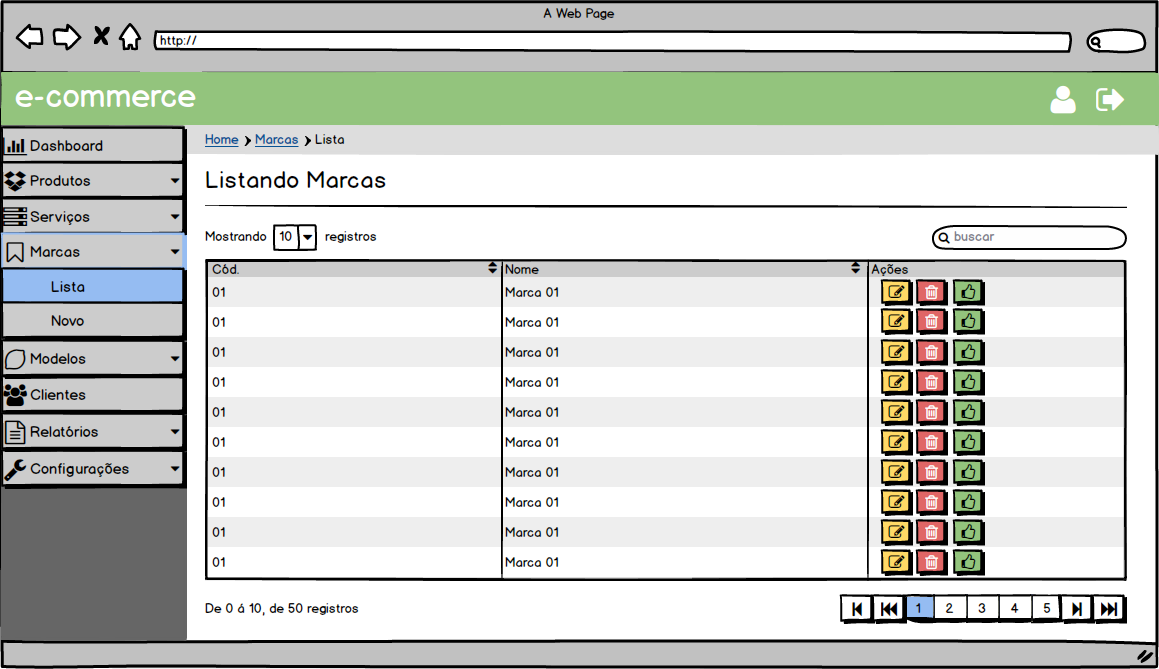 A Web Page
http://
e-commerce
Dashboard
Produtos
Serviços
Marcas
Lista
Novo
Modelos
Clientes
Relatórios
Configurações
Home Marcas Lista
Listando Marcas
Mostrando 10 registros
buscar
Cód. Nome Ações
01 Marca 01
01 Marca 01
01 Marca 01
01 Marca 01
01 Marca 01
01 Marca 01
01 Marca 01
01 Marca 01
01 Marca 01
01 Marca 01
De 0 á 10, de 50 registros
1 2 3 4 5